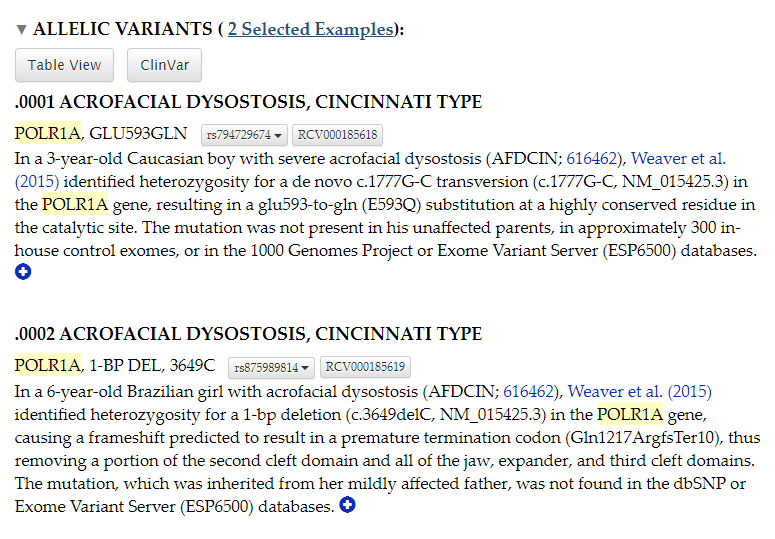 ▼ ALLELIC VARIANTS ( 2 Selected Examples):
Table View ClinVar
.0001 ACROFACIAL DYSOSTOSIS, CINCINNATI TYPE
POLR1A, GLU593GLN rs794729674 RCV000185618
In a 3-year-old Caucasian boy with severe acrofacial dysostosis (AFDCIN; 616462), Weaver et al.
(2015) identified heterozygosity for a de novo c.1777G-C transversion (c.1777G-C, NM_015425.3) in
the POLR1A gene, resulting in a glu593-to-gln (E593Q) substitution at a highly conserved residue in
the catalytic site. The mutation was not present in his unaffected parents, in approximately 300 in-
house control exomes, or in the 1000 Genomes Project or Exome Variant Server (ESP6500) databases.
.0002 ACROFACIAL DYSOSTOSIS, CINCINNATI TYPE
POLR1A, 1-BP DEL, 3649C rs875989814 RCV000185619
In a 6-year-old Brazilian girl with acrofacial dysostosis (AFDCIN; 616462), Weaver et al. (2015)
identified heterozygosity for a 1-bp deletion (c.3649delC, NM_015425.3) in the POLR1A gene,
causing a frameshift predicted to result in a premature termination codon (Gln1217ArgfsTer10), thus
removing a portion of the second cleft domain and all of the jaw, expander, and third cleft domains.
The mutation, which was inherited from her mildly affected father, was not found in the dbSNP or
Exome Variant Server (ESP6500) databases.